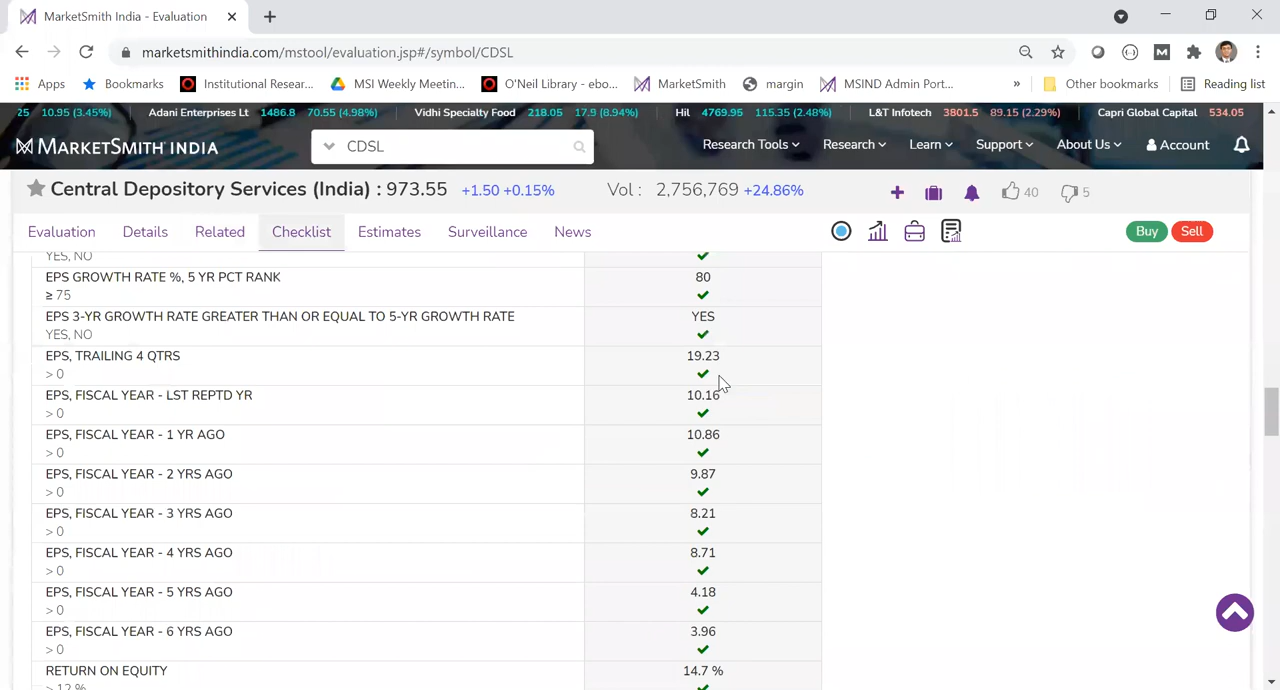 MarketSmith India - Evaluation
marketsmithindia.com/mstool/evaluation.jsp#/symbol/CDSL
Apps Bookmarks Institutional Resear... MSI Weekly Meetin... O'Neil Library - ebo... MarketSmith margin MSIND Admin Port... » Other bookmarks Reading list
25 10.95 (3.45%) Adani Enterprises Lt 1486.8 70.55 (4.98%) Vidhi Specialty Food 218.05 17.9 (8.94%) Hil 4769.95 115.35 (2.48%) L&T Infotech 3801.5 89.15 (2.29%) Capri Global Capital 534.05
MARKETSMITH INDIA CDSL Research Tools Research Learn Support About Us Account
Central Depository Services (India) : 973.55 +1.50 +0.15% Vol : 2,756,769 +24.86% 40 5
Evaluation Details Related Checklist Estimates Surveillance News Buy Sell
YES, NO
EPS GROWTH RATE %, 5 YR PCT RANK 80
≥ 75
EPS 3-YR GROWTH RATE GREATER THAN OR EQUAL TO 5-YR GROWTH RATE YES
YES, NO
EPS, TRAILING 4 QTRS 19.23
> 0
EPS, FISCAL YEAR - LST REPTD YR 10.16
> 0
EPS, FISCAL YEAR - 1 YR AGO 10.86
> 0
EPS, FISCAL YEAR - 2 YRS AGO 9.87
> 0
EPS, FISCAL YEAR - 3 YRS AGO 8.21
> 0
EPS, FISCAL YEAR - 4 YRS AGO 8.71
> 0
EPS, FISCAL YEAR - 5 YRS AGO 4.18
> 0
EPS, FISCAL YEAR - 6 YRS AGO 3.96
> 0
RETURN ON EQUITY 14.7 %
> 12 %